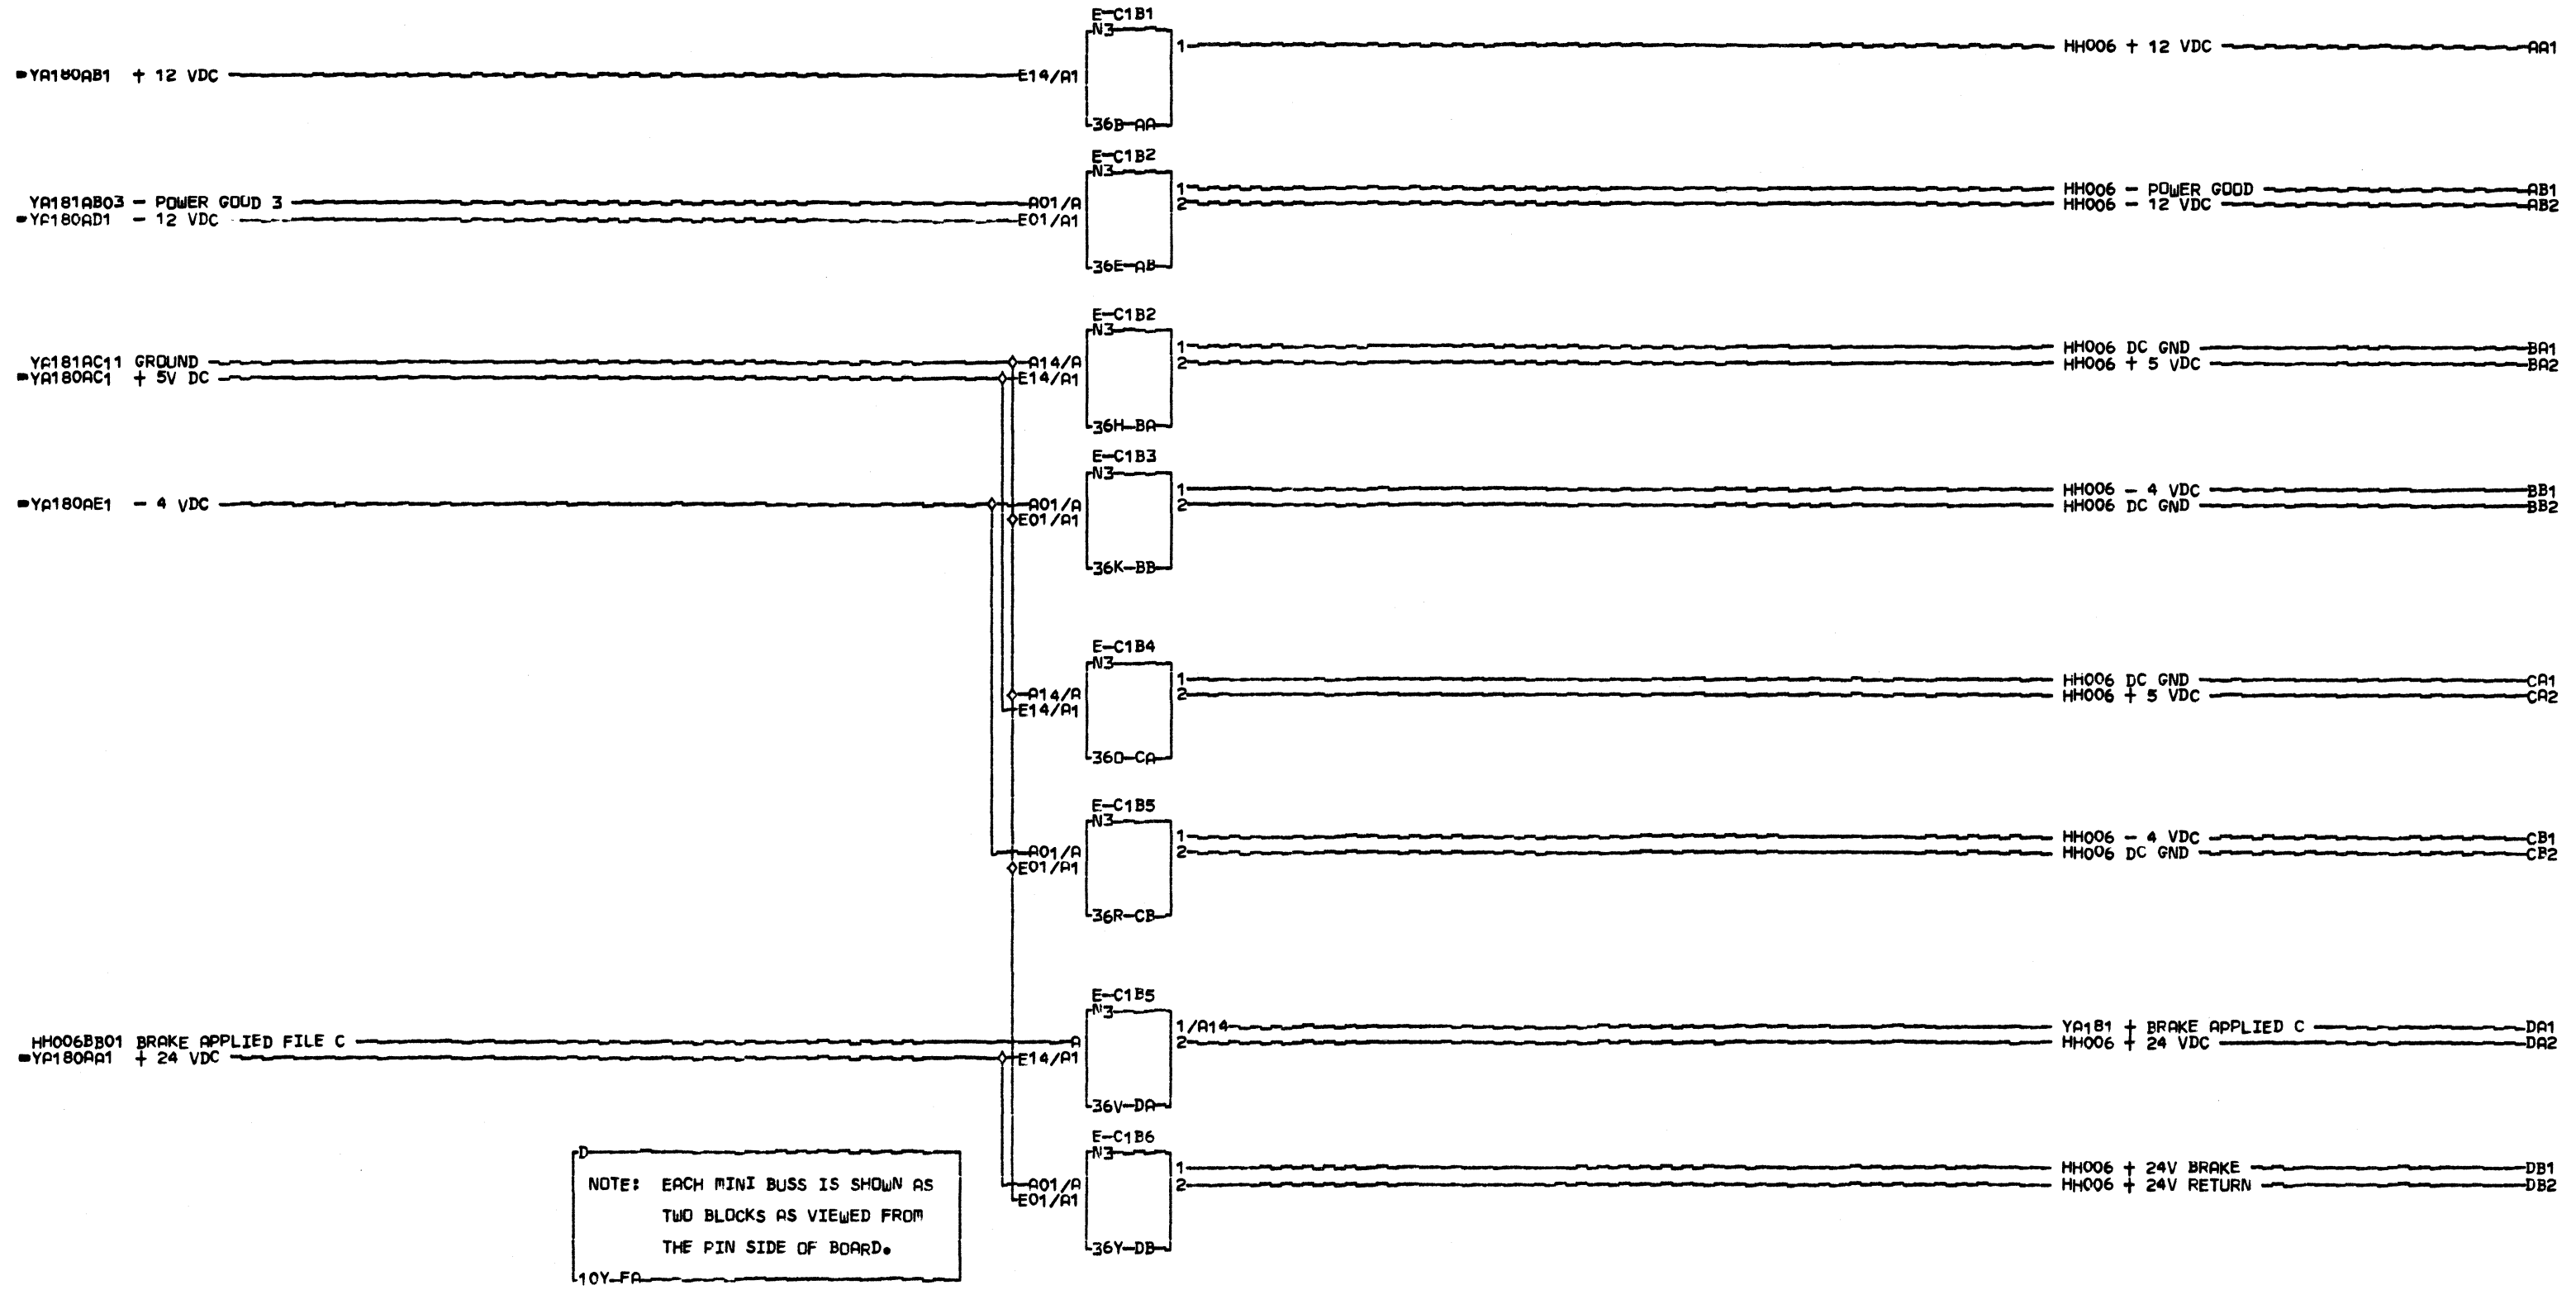 E-C1B1
N3
1 HH006 + 12 VDC AA1
YA180AB1 + 12 VDC E14/A1
36B-AA
E-C1B2
N3
1 HH006 - POWER GOOD AB1
YA181AB03 - POWER GOOD 3 A01/A 2 HH006 - 12 VDC AB2
YA180AD1 - 12 VDC E01/A1
36E-AB
E-C1B2
N3
1 HH006 DC GND BA1
YA181AC11 GROUND A14/A 2 HH006 + 5 VDC BA2
YA180AC1 + 5V DC E14/A1
36H-BA
E-C1B3
N3
1 HH006 - 4 VDC BB1
YA180AE1 - 4 VDC A01/A 2 HH006 DC GND BB2
E01/A1
36K-BB
E-C1B4
N3
1 HH006 DC GND CA1
A14/A 2 HH006 + 5 VDC CA2
E14/A1
36O-CA
E-C1B5
N3
1 HH006 - 4 VDC CB1
A01/A 2 HH006 DC GND CB2
E01/A1
36R-CB
E-C1B5
N3
1/A14 YA181 + BRAKE APPLIED C DA1
HH006BB01 BRAKE APPLIED FILE C A 2 HH006 + 24 VDC DA2
YA180AA1 + 24 VDC E14/A1
36V-DA
E-C1B6
N3
1 HH006 + 24V BRAKE DB1
A01/A 2 HH006 + 24V RETURN DB2
E01/A1
36Y-DB
D
NOTE: EACH MINI BUSS IS SHOWN AS
TWO BLOCKS AS VIEWED FROM
THE PIN SIDE OF BOARD.
10Y-FA